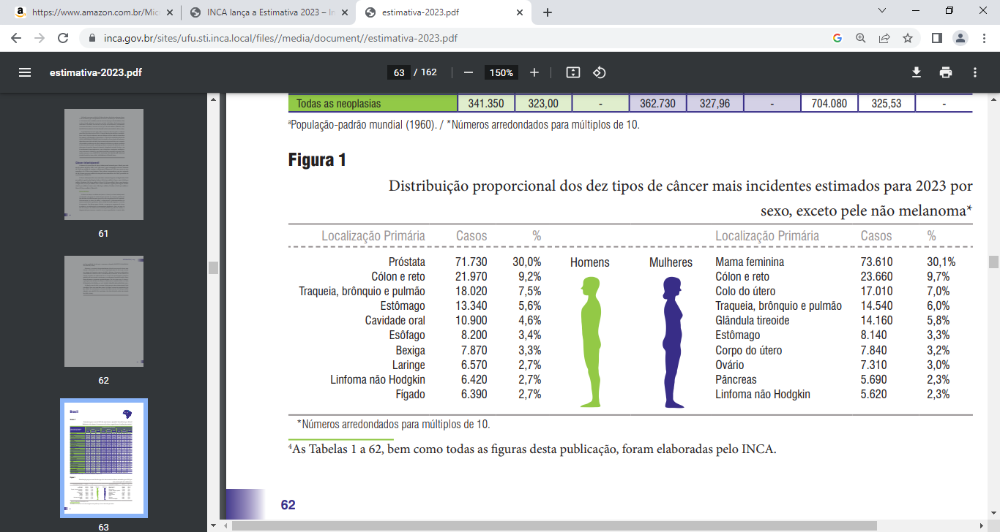 https://www.amazon.com.br/Mic
INCA lança a Estimativa 2023 – In
estimativa-2023.pdf
inca.gov.br/sites/ufu.sti.inca.local/files//media/document//estimativa-2023.pdf
estimativa-2023.pdf
63 / 162
150%
61
62
63
Todas as neoplasias 341.350 323,00 - 362.730 327,96 - 704.080 325,53 -
ªPopulação-padrão mundial (1960). / *Números arredondados para múltiplos de 10.
Figura 1
Distribuição proporcional dos dez tipos de câncer mais incidentes estimados para 2023 por
sexo, exceto pele não melanoma*
Localização Primária Casos % Localização Primária Casos %
Próstata 71.730 30,0% Homens Mulheres Mama feminina 73.610 30,1%
Cólon e reto 21.970 9,2% Cólon e reto 23.660 9,7%
Traqueia, brônquio e pulmão 18.020 7,5% Colo do útero 17.010 7,0%
Estômago 13.340 5,6% Traqueia, brônquio e pulmão 14.540 6,0%
Cavidade oral 10.900 4,6% Glândula tireoide 14.160 5,8%
Esôfago 8.200 3,4% Estômago 8.140 3,3%
Bexiga 7.870 3,3% Corpo do útero 7.840 3,2%
Laringe 6.570 2,7% Ovário 7.310 3,0%
Linfoma não Hodgkin 6.420 2,7% Pâncreas 5.690 2,3%
Fígado 6.390 2,7% Linfoma não Hodgkin 5.620 2,3%
*Números arredondados para múltiplos de 10.
⁴As Tabelas 1 a 62, bem como todas as figuras desta publicação, foram elaboradas pelo INCA.
62